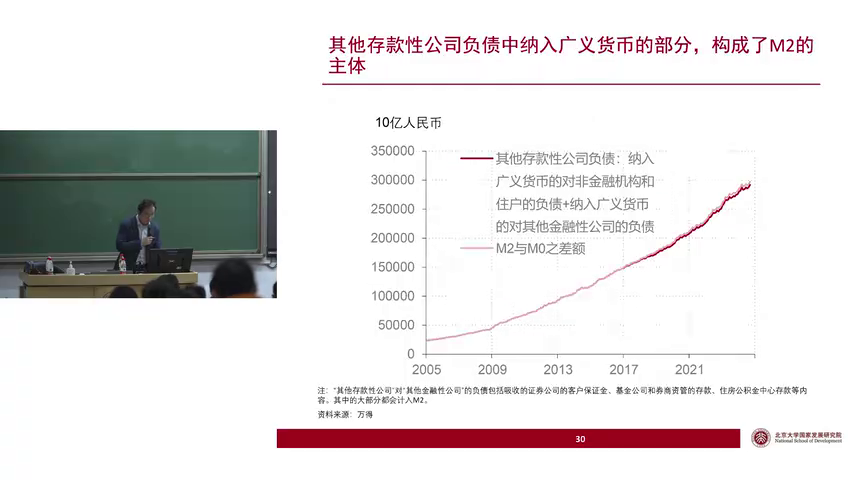 其他存款性公司负债中纳入广义货币的部分，构成了M2的
主体
10亿人民币
350000
300000
250000
200000
150000
100000
50000
0
2005
2009
2013
2017
2021
其他存款性公司负债：纳入
广义货币的对非金融机构和
住户的负债+纳入广义货币
的对其他金融性公司的负债
M2与M0之差额
注：“其他存款性公司”对“其他金融性公司”的负债包括吸收的证券公司的客户保证金、基金公司和券商资管的存款、住房公积金中心存款等内
容。其中的大部分都会计入M2。
资料来源：万得
30
北京大学国家发展研究院
National School of Development